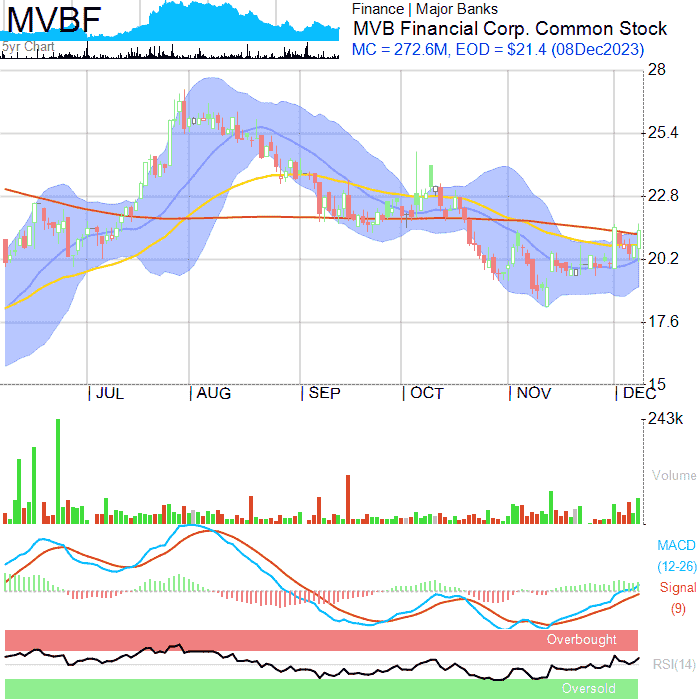 MVBF
5yr Chart
Finance | Major Banks
MVB Financial Corp. Common Stock
MC = 272.6M, EOD = $21.4 (08Dec2023)
28
25.4
22.8
20.2
17.6
15
JUL AUG SEP OCT NOV DEC
243k
Volume
MACD
(12-26)
Signal
(9)
Overbought
RSI(14)
Oversold